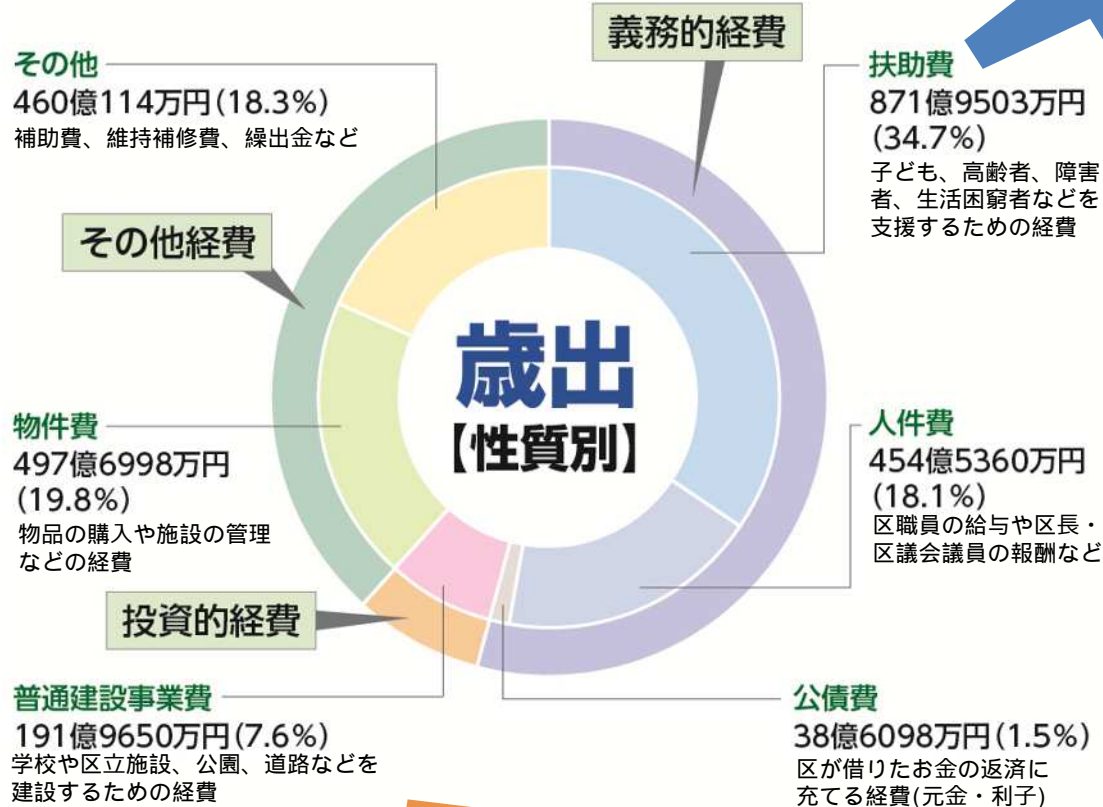 義務的経費
その他
460億114万円(18.3%)
補助費、維持補修費、繰出金など
扶助費
871億9503万円
(34.7%)
子ども、高齢者、障害
者、生活困窮者などを
支援するための経費
その他経費
歳出
【性質別】
物件費
497億6998万円
(19.8%)
物品の購入や施設の管理
などの経費
人件費
454億5360万円
(18.1%)
区職員の給与や区長・
区議会議員の報酬など
投資的経費
普通建設事業費
191億9650万円(7.6%)
学校や区立施設、公園、道路などを
建設するための経費
公債費
38億6098万円(1.5%)
区が借りたお金の返済に
充てる経費(元金・利子)